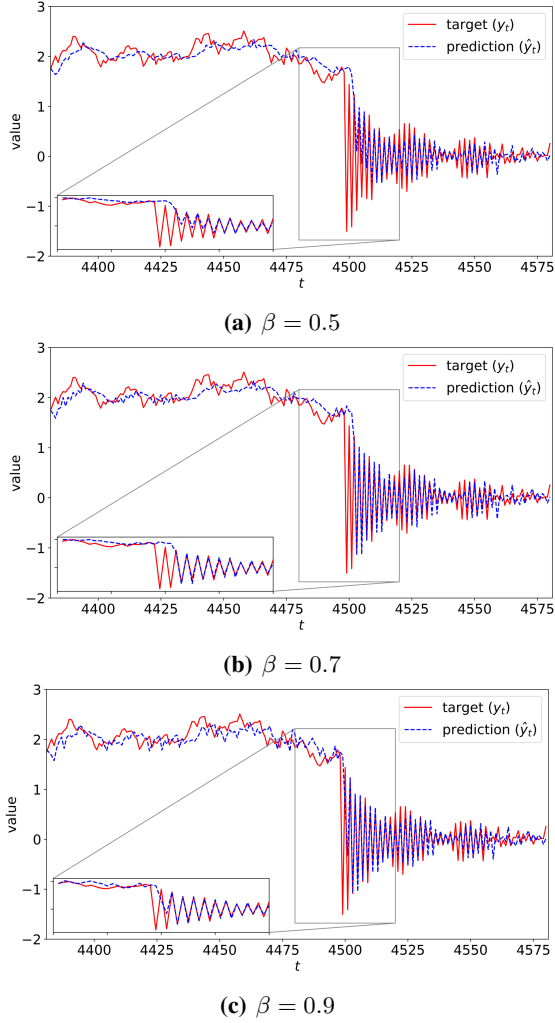 3
2
1
0
−1
−2
value
target (yₜ)
prediction (ŷₜ)
4400
4425
4450
4475
4500
4525
4550
4575
t
(a) β = 0.5
3
2
1
0
−1
−2
value
target (yₜ)
prediction (ŷₜ)
4400
4425
4450
4475
4500
4525
4550
4575
t
(b) β = 0.7
3
2
1
0
−1
−2
value
target (yₜ)
prediction (ŷₜ)
4400
4425
4450
4475
4500
4525
4550
4575
t
(c) β = 0.9